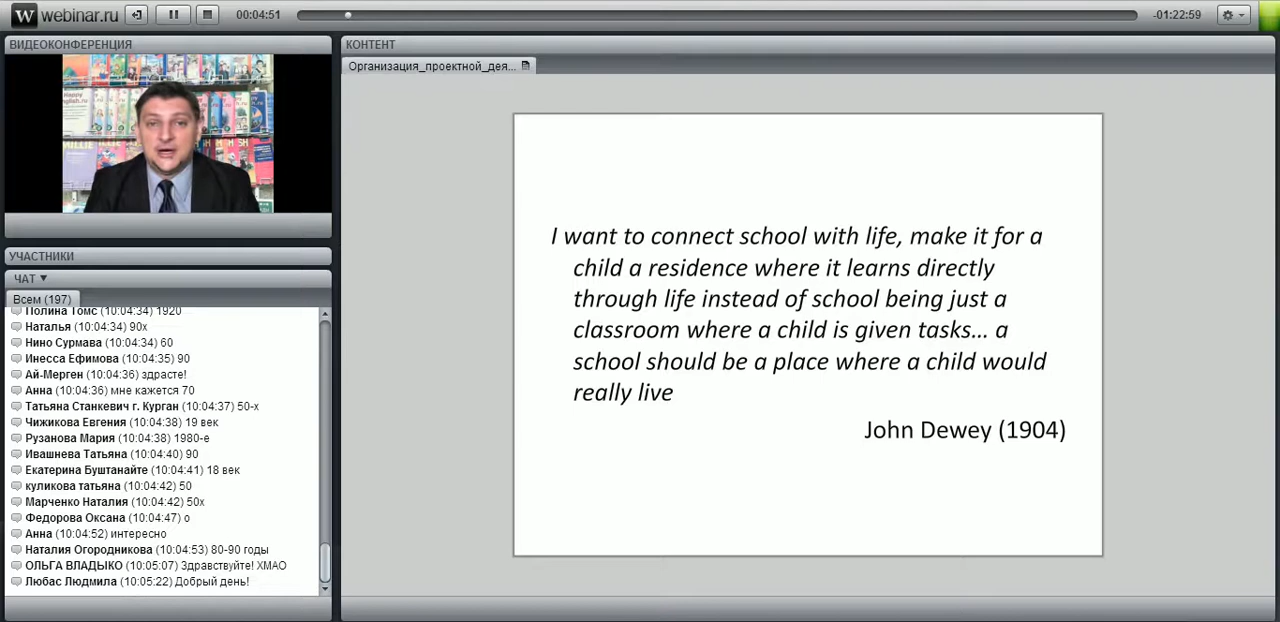 webinar.ru
00:04:51
-01:22:59
ВИДЕОКОНФЕРЕНЦИЯ
УЧАСТНИКИ
ЧАТ ▼
Всем (197)
Полина Томс (10:04:34) 1920
Наталья (10:04:34) 90х
Нино Сурмава (10:04:34) 60
Инесса Ефимова (10:04:35) 90
Ай-Мерген (10:04:36) здрасте!
Анна (10:04:36) мне кажется 70
Татьяна Станкевич г. Курган (10:04:37) 50-х
Чижикова Евгения (10:04:38) 19 век
Рузанова Мария (10:04:38) 1980-е
Ивашнева Татьяна (10:04:40) 90
Екатерина Буштанайте (10:04:41) 18 век
куликова татьяна (10:04:42) 50
Марченко Наталия (10:04:42) 50х
Федорова Оксана (10:04:47) о
Анна (10:04:52) интересно
Наталия Огородникова (10:04:53) 80-90 годы
ОЛЬГА ВЛАДЫКО (10:05:07) Здравствуйте! ХМАО
Любас Людмила (10:05:22) Добрый день!
КОНТЕНТ
Организация_проектной_дея...
I want to connect school with life, make it for a
child a residence where it learns directly
through life instead of school being just a
classroom where a child is given tasks... a
school should be a place where a child would
really live
John Dewey (1904)